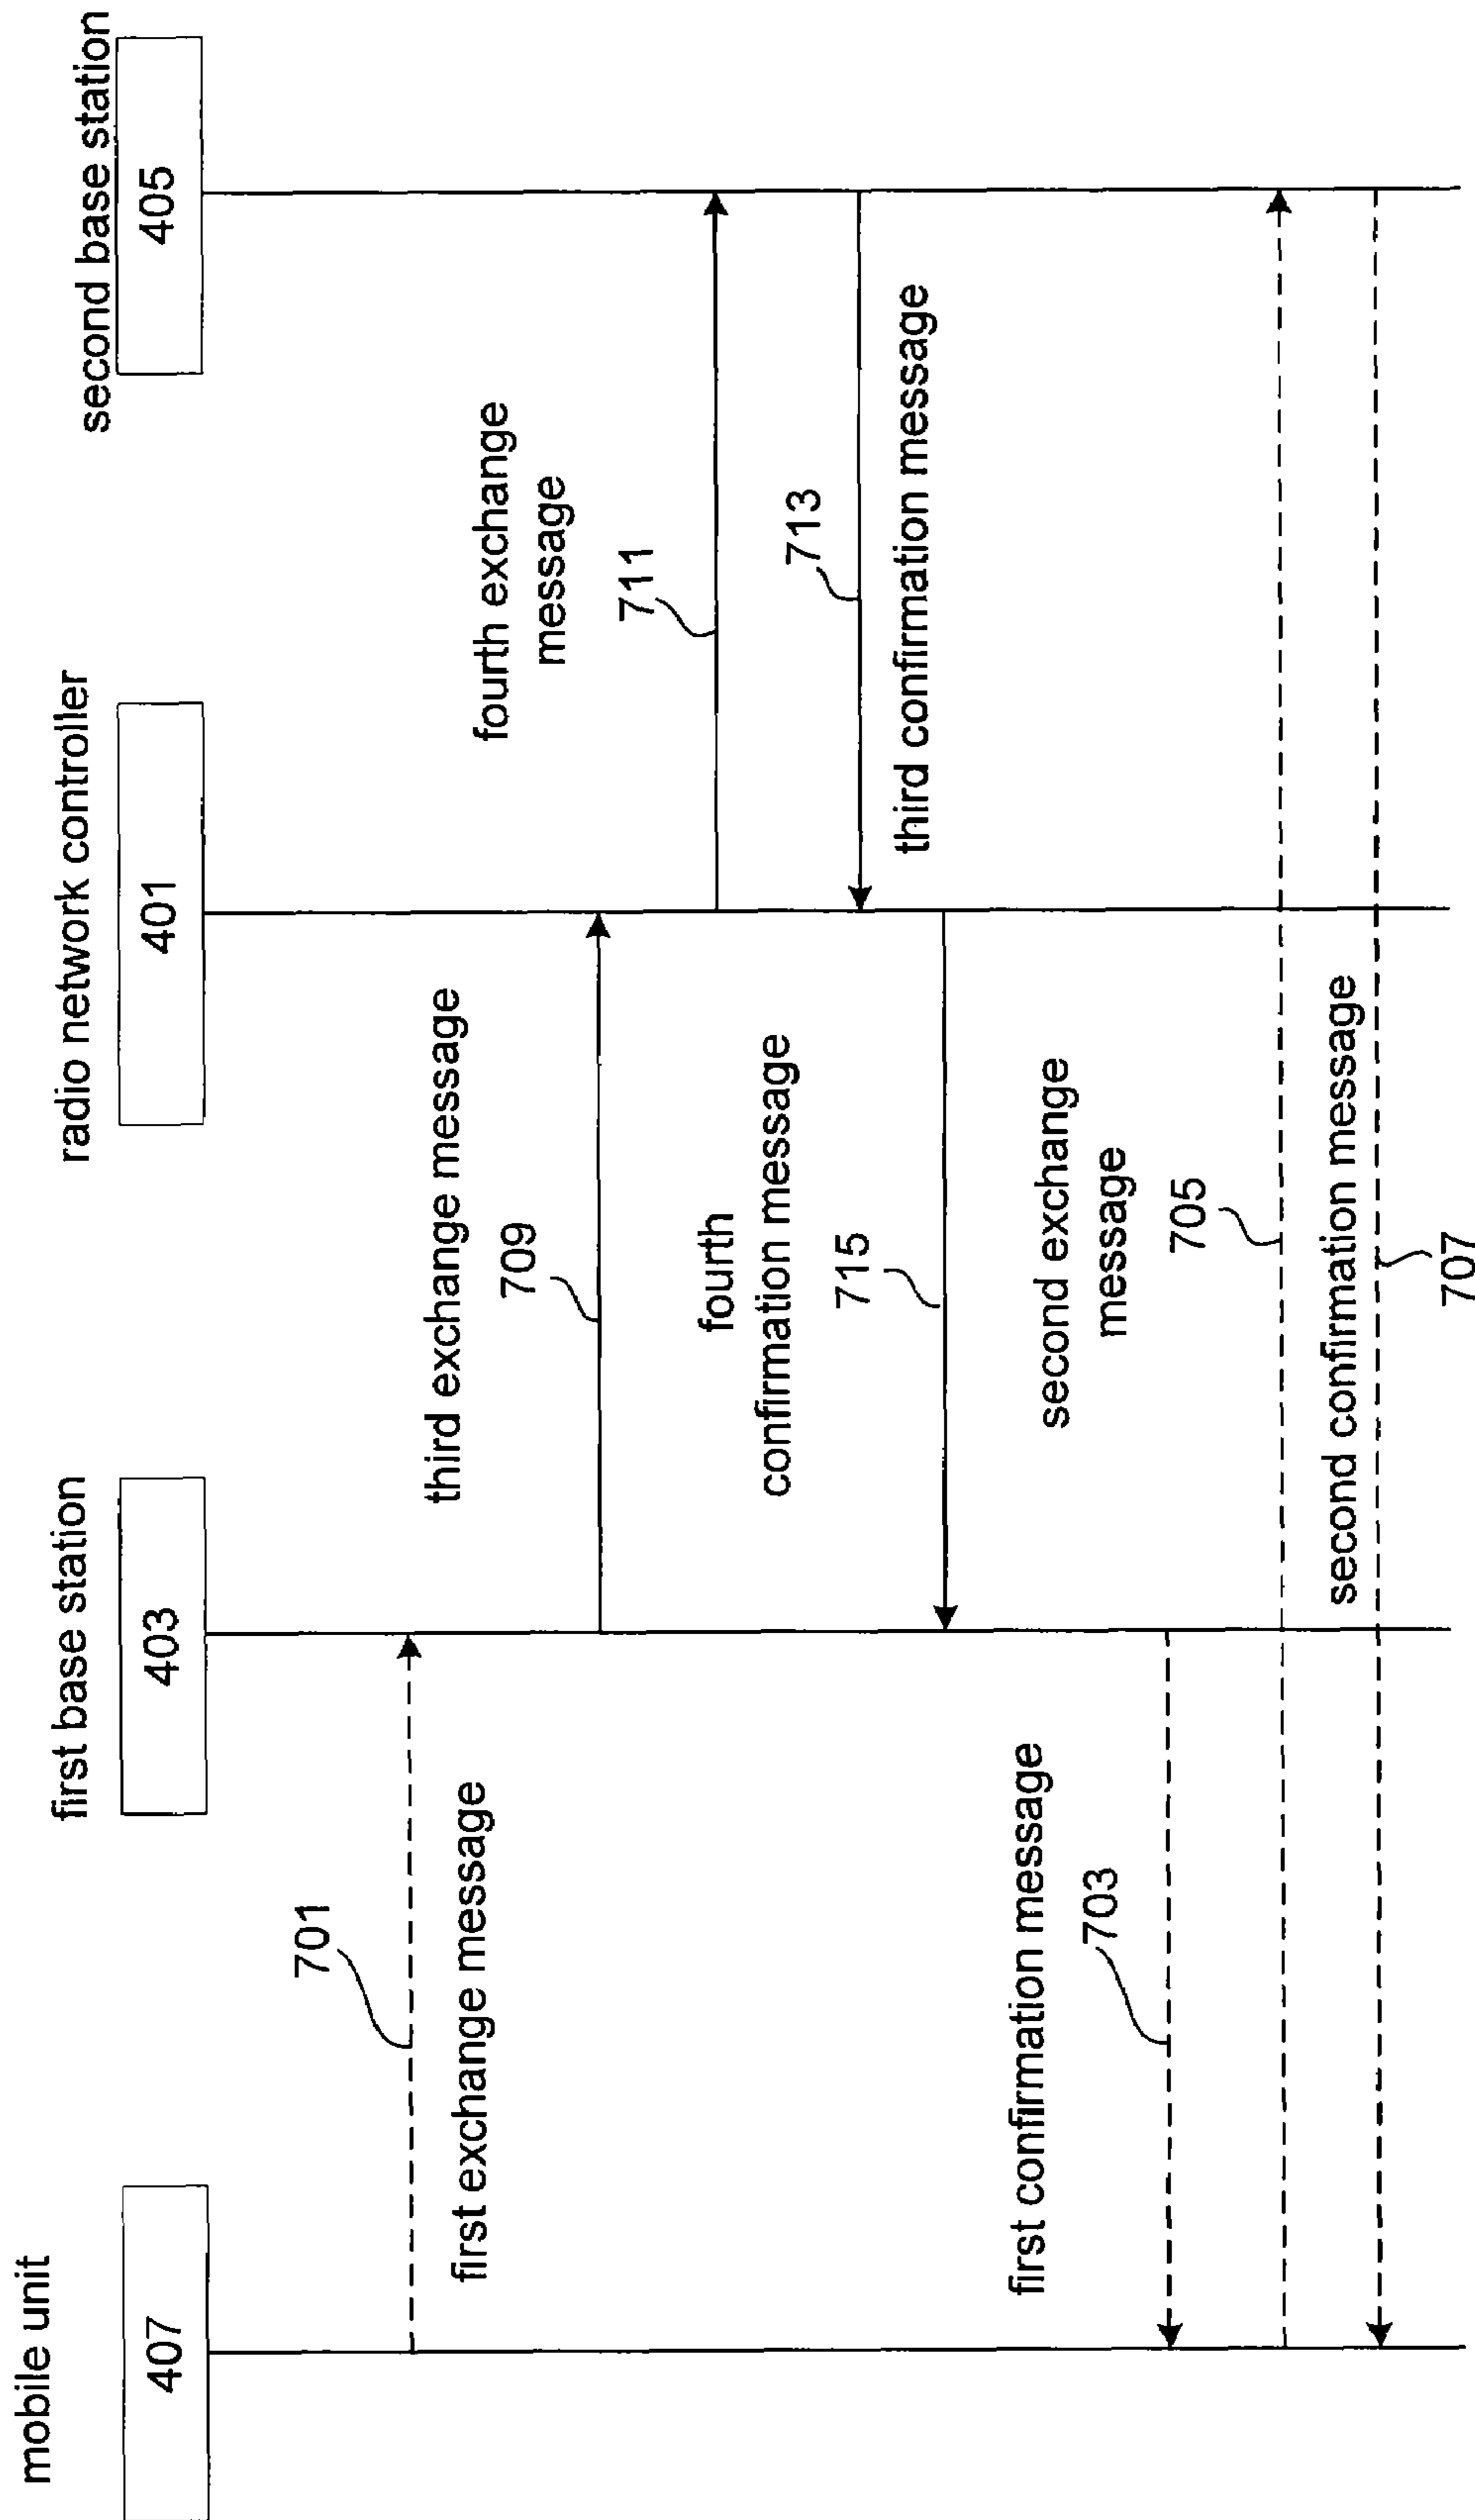 mobile unit
407
first base station
403
radio network controller
401
second base station
405
701
first exchange message
third exchange message
709
fourth exchange
message
711
713
third confirmation message
fourth
confirmation message
715
first confirmation message
703
second exchange
message
705
second confirmation message
707